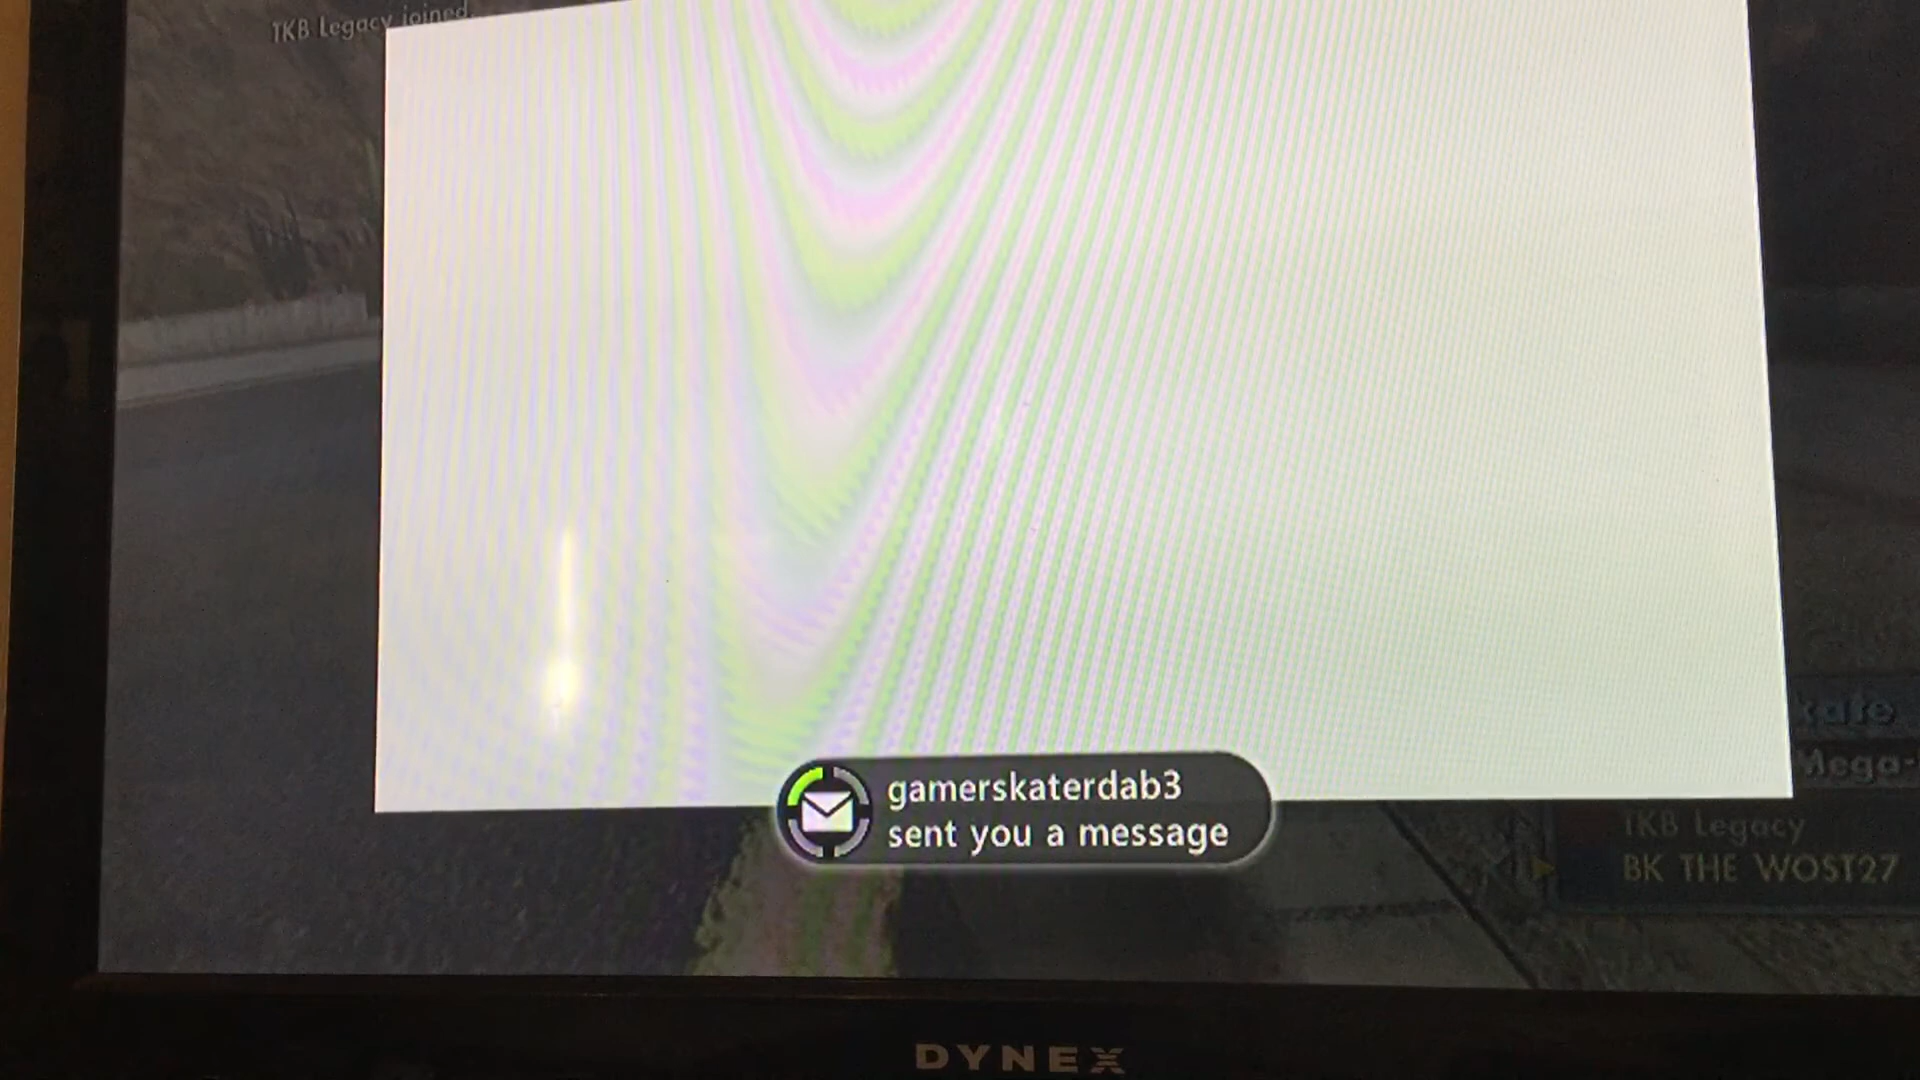 TKB Legacy joined.
gamerskaterdab3
sent you a message
TKB Legacy
BK THE WOST27
DYNEX